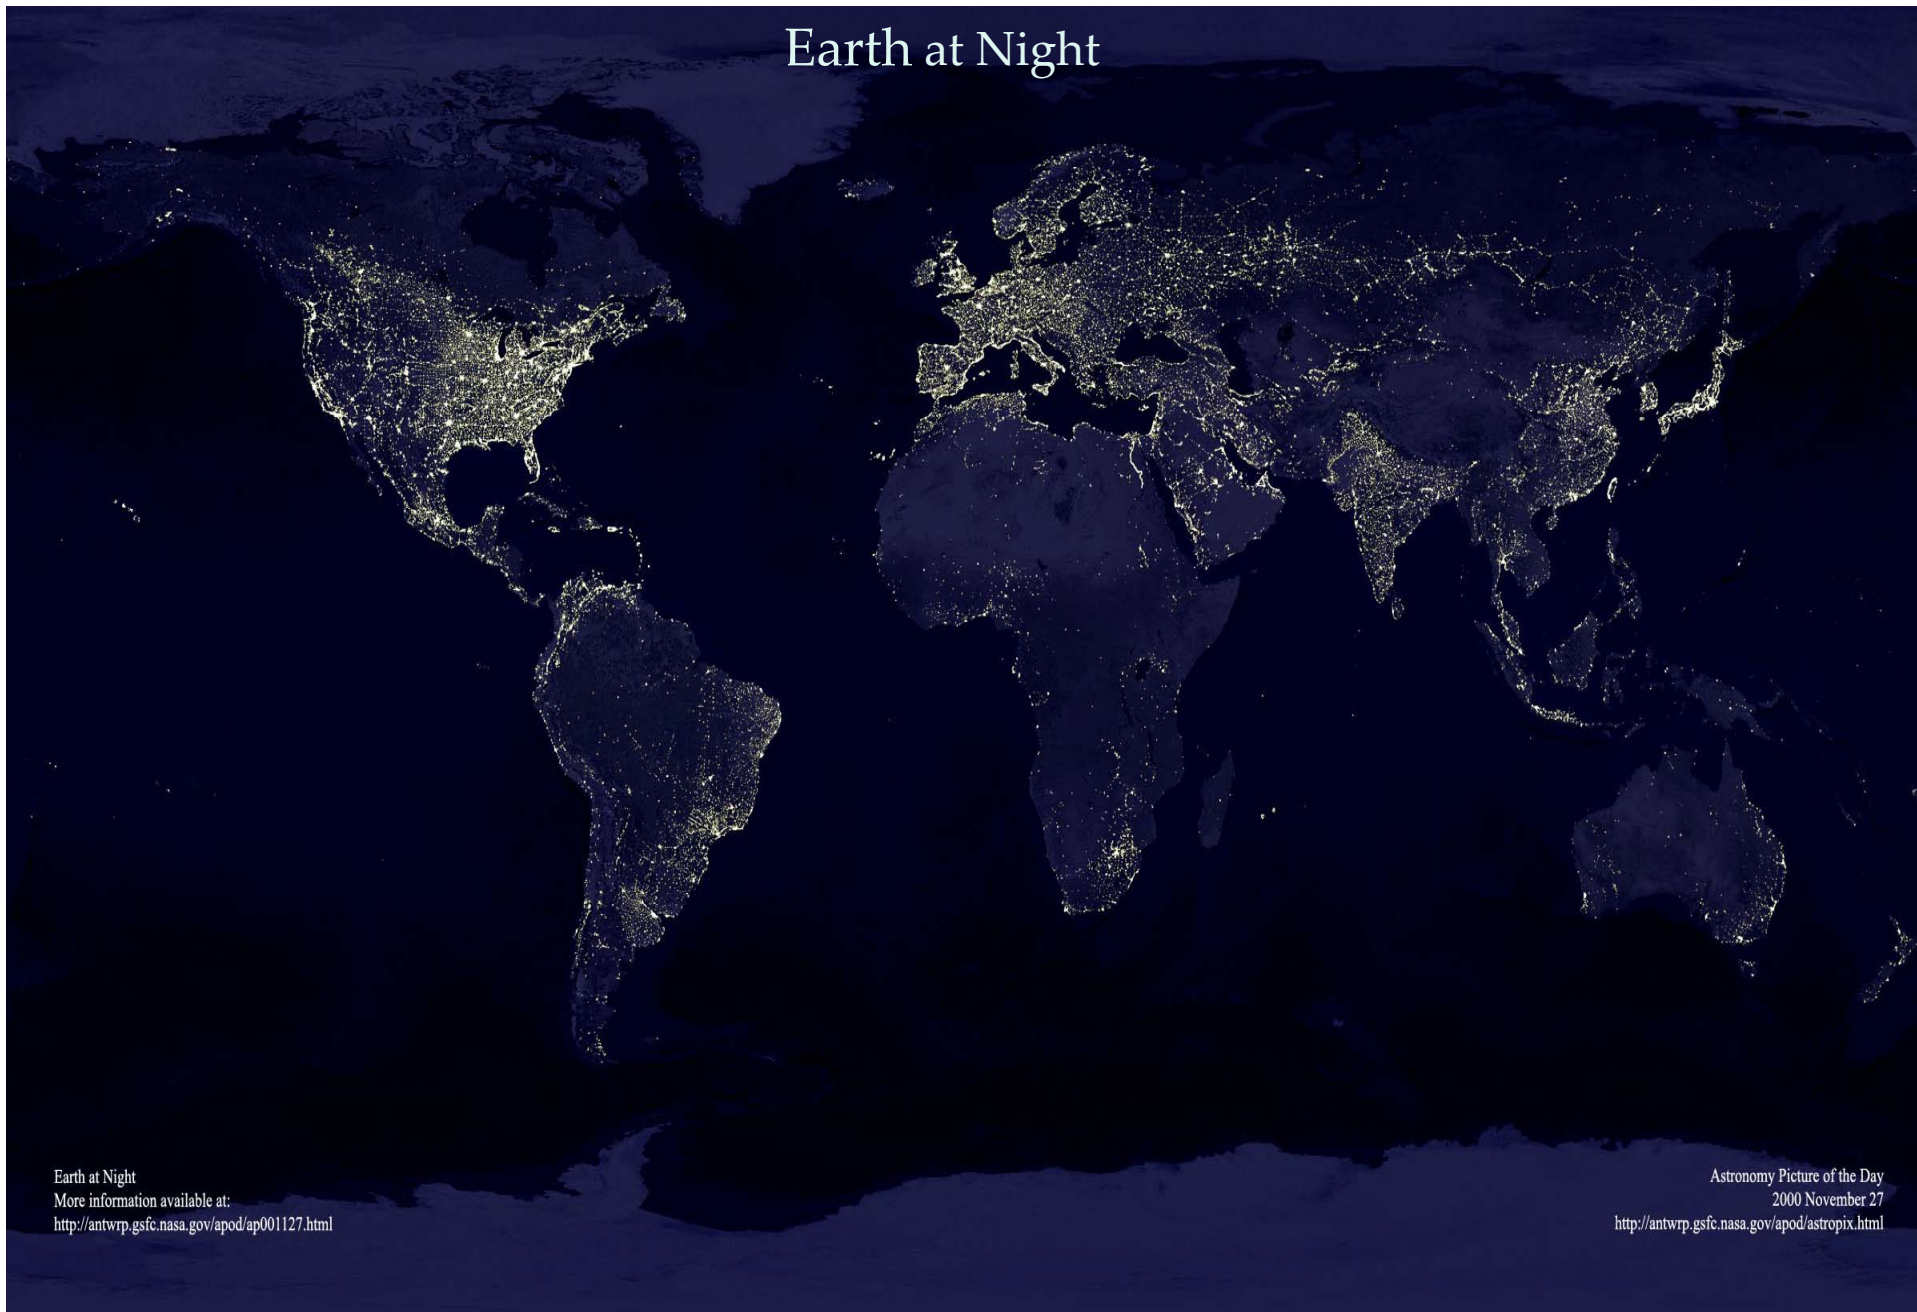 Earth at Night
Earth at Night
More information available at:
http://antwrp.gsfc.nasa.gov/apod/ap001127.html
Astronomy Picture of the Day
2000 November 27
http://antwrp.gsfc.nasa.gov/apod/astropix.html